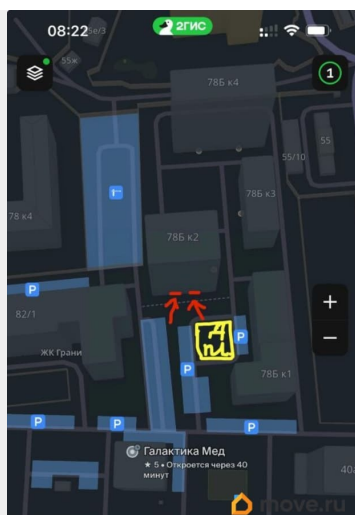 08:22
2ГИС
55ж
78Б к4
1
55
55/10
78Б к3
78 к4
78Б к2
P
82/1
P
P
ЖК Грани
78Б к1
P
P
P
Галактика Мед
★ 5 • Откроется через 40
минут
move.ru